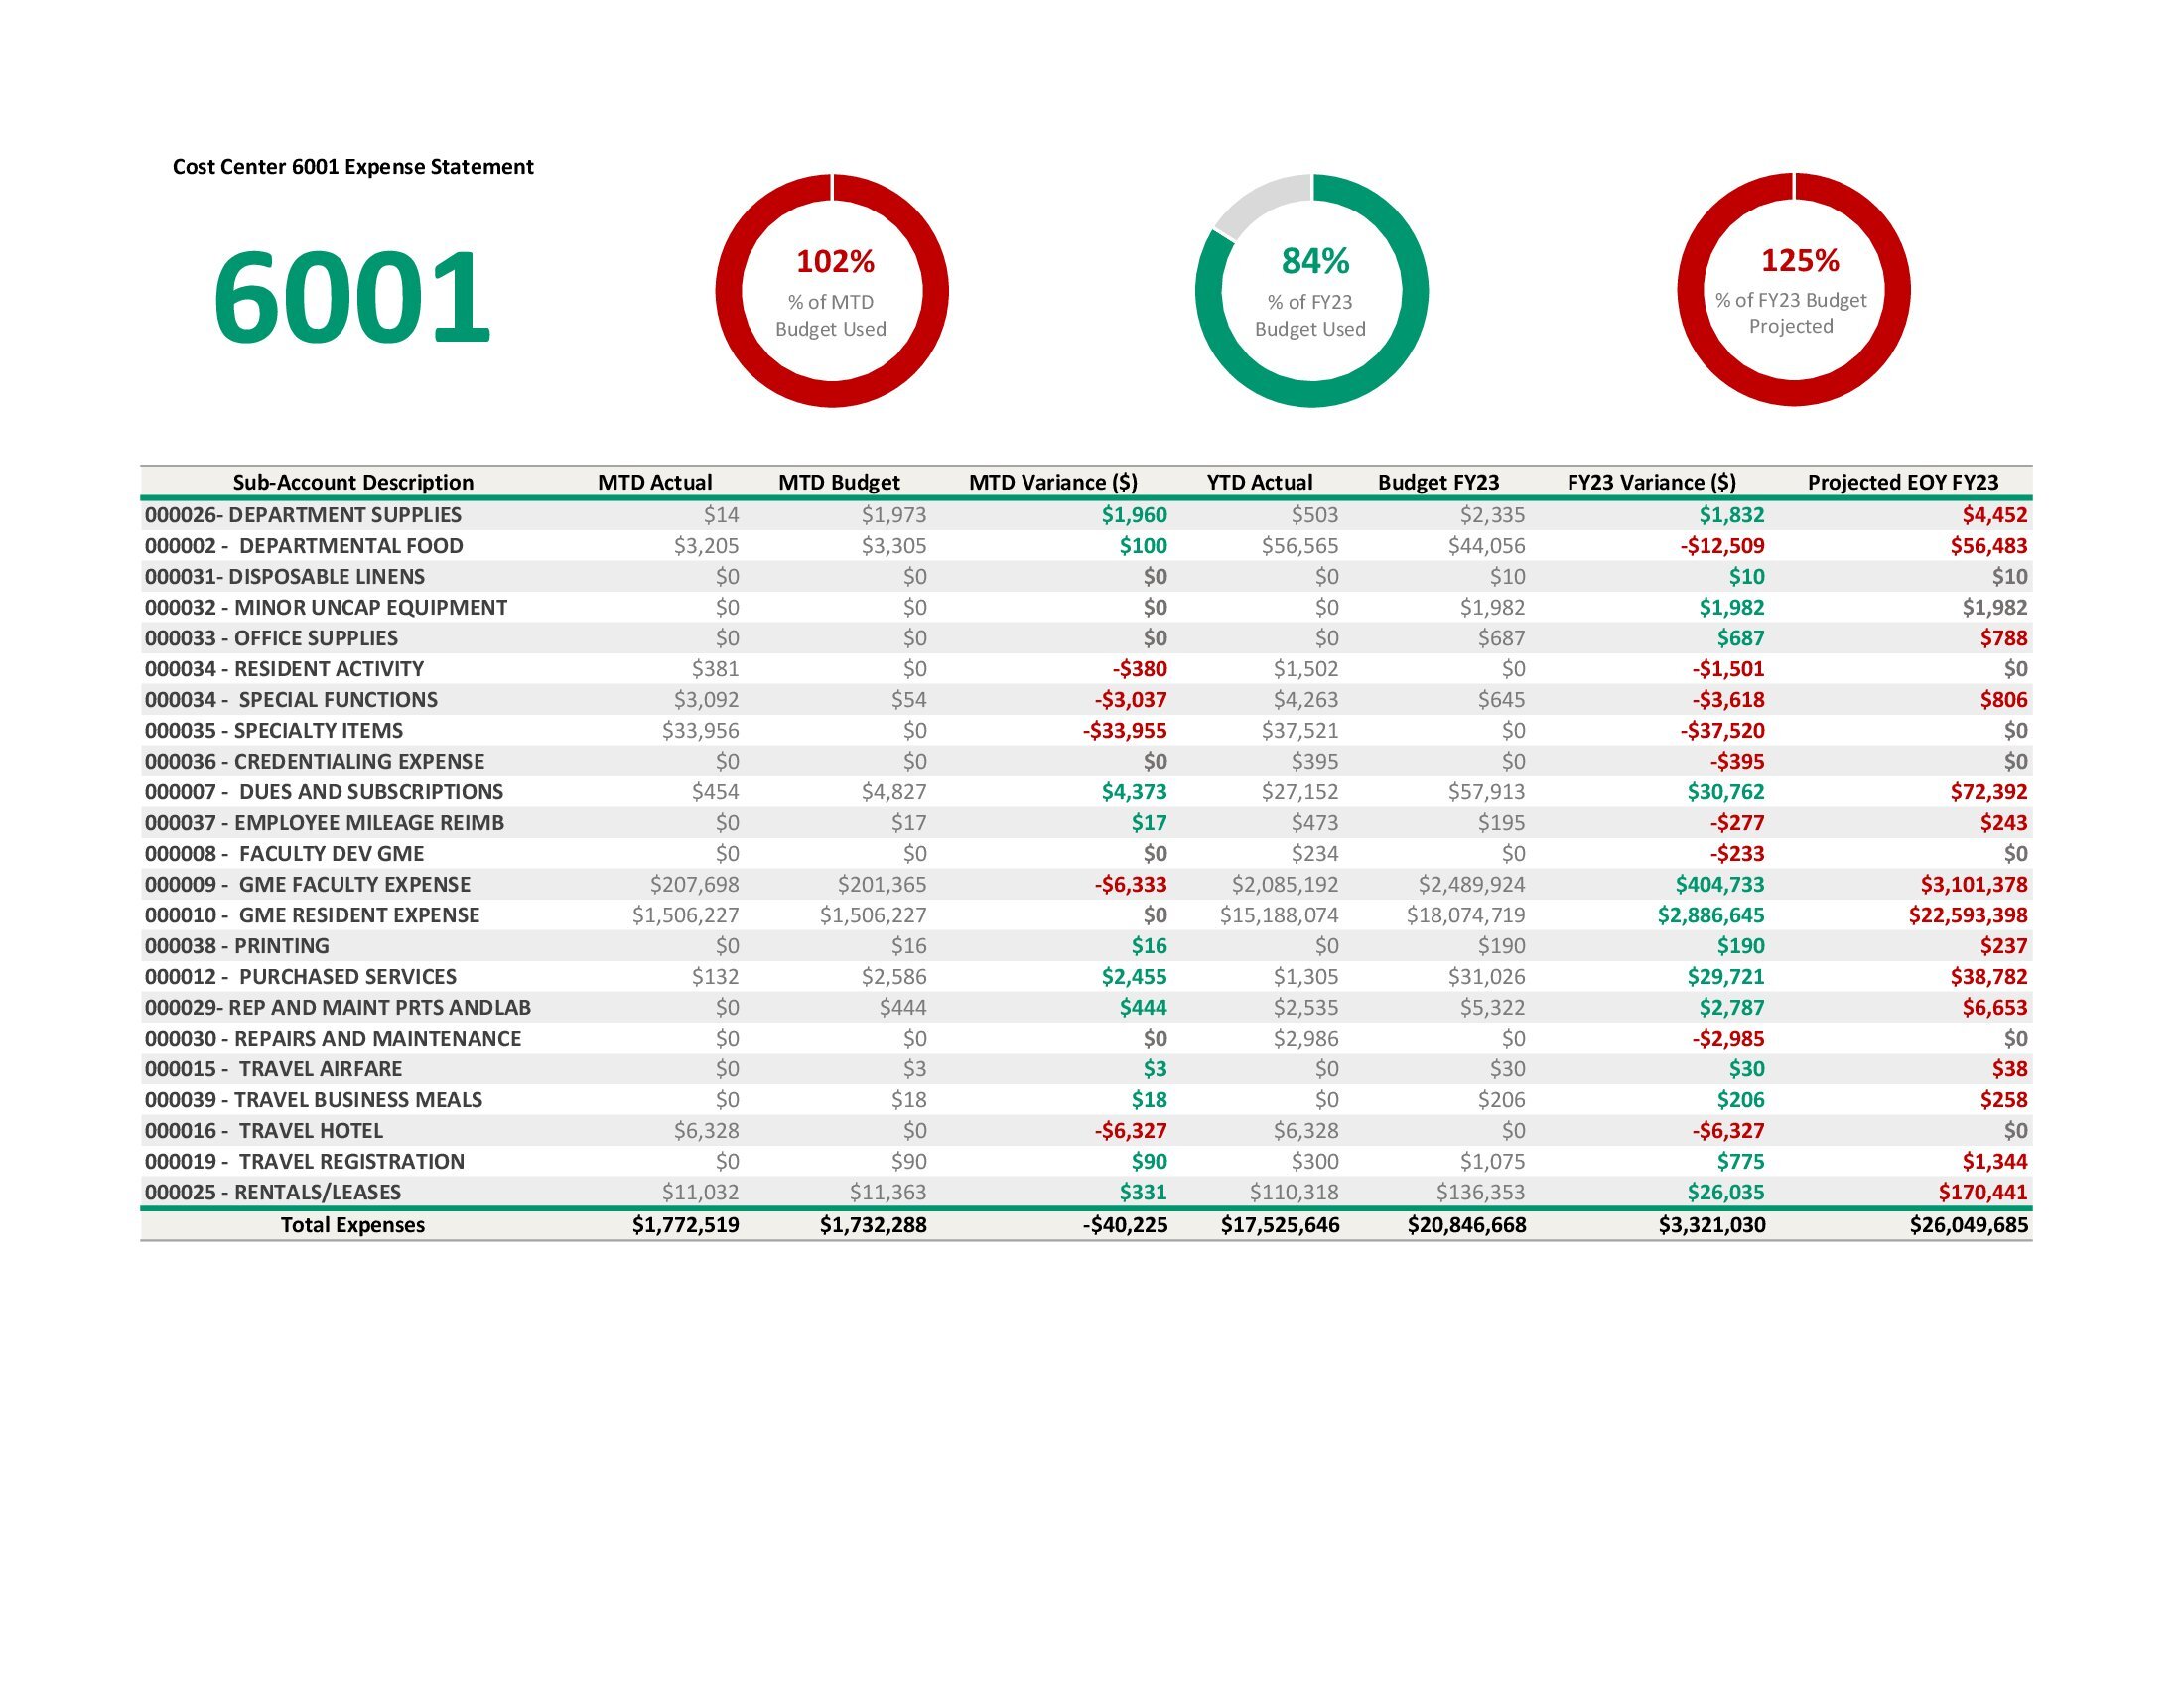 Cost Center 6001 Expense Statement
6001
102%
% of MTD
Budget Used
84%
% of FY23
Budget Used
125%
% of FY23 Budget
Projected
Sub-Account Description MTD Actual MTD Budget MTD Variance ($) YTD Actual Budget FY23 FY23 Variance ($) Projected EOY FY23
000026- DEPARTMENT SUPPLIES $14 $1,973 $1,960 $503 $2,335 $1,832 $4,452
000002 - DEPARTMENTAL FOOD $3,205 $3,305 $100 $56,565 $44,056 -$12,509 $56,483
000031- DISPOSABLE LINENS $0 $0 $0 $0 $10 $10 $10
000032 - MINOR UNCAP EQUIPMENT $0 $0 $0 $0 $1,982 $1,982 $1,982
000033 - OFFICE SUPPLIES $0 $0 $0 $0 $687 $687 $788
000034 - RESIDENT ACTIVITY $381 $0 -$380 $1,502 $0 -$1,501 $0
000034 - SPECIAL FUNCTIONS $3,092 $54 -$3,037 $4,263 $645 -$3,618 $806
000035 - SPECIALTY ITEMS $33,956 $0 -$33,955 $37,521 $0 -$37,520 $0
000036 - CREDENTIALING EXPENSE $0 $0 $0 $395 $0 -$395 $0
000007 - DUES AND SUBSCRIPTIONS $454 $4,827 $4,373 $27,152 $57,913 $30,762 $72,392
000037 - EMPLOYEE MILEAGE REIMB $0 $17 $17 $473 $195 -$277 $243
000008 - FACULTY DEV GME $0 $0 $0 $234 $0 -$233 $0
000009 - GME FACULTY EXPENSE $207,698 $201,365 -$6,333 $2,085,192 $2,489,924 $404,733 $3,101,378
000010 - GME RESIDENT EXPENSE $1,506,227 $1,506,227 $0 $15,188,074 $18,074,719 $2,886,645 $22,593,398
000038 - PRINTING $0 $16 $16 $0 $190 $190 $237
000012 - PURCHASED SERVICES $132 $2,586 $2,455 $1,305 $31,026 $29,721 $38,782
000029- REP AND MAINT PRTS ANDLAB $0 $444 $444 $2,535 $5,322 $2,787 $6,653
000030 - REPAIRS AND MAINTENANCE $0 $0 $0 $2,986 $0 -$2,985 $0
000015 - TRAVEL AIRFARE $0 $3 $3 $0 $30 $30 $38
000039 - TRAVEL BUSINESS MEALS $0 $18 $18 $0 $206 $206 $258
000016 - TRAVEL HOTEL $6,328 $0 -$6,327 $6,328 $0 -$6,327 $0
000019 - TRAVEL REGISTRATION $0 $90 $90 $300 $1,075 $775 $1,344
000025 - RENTALS/LEASES $11,032 $11,363 $331 $110,318 $136,353 $26,035 $170,441
Total Expenses $1,772,519 $1,732,288 -$40,225 $17,525,646 $20,846,668 $3,321,030 $26,049,685